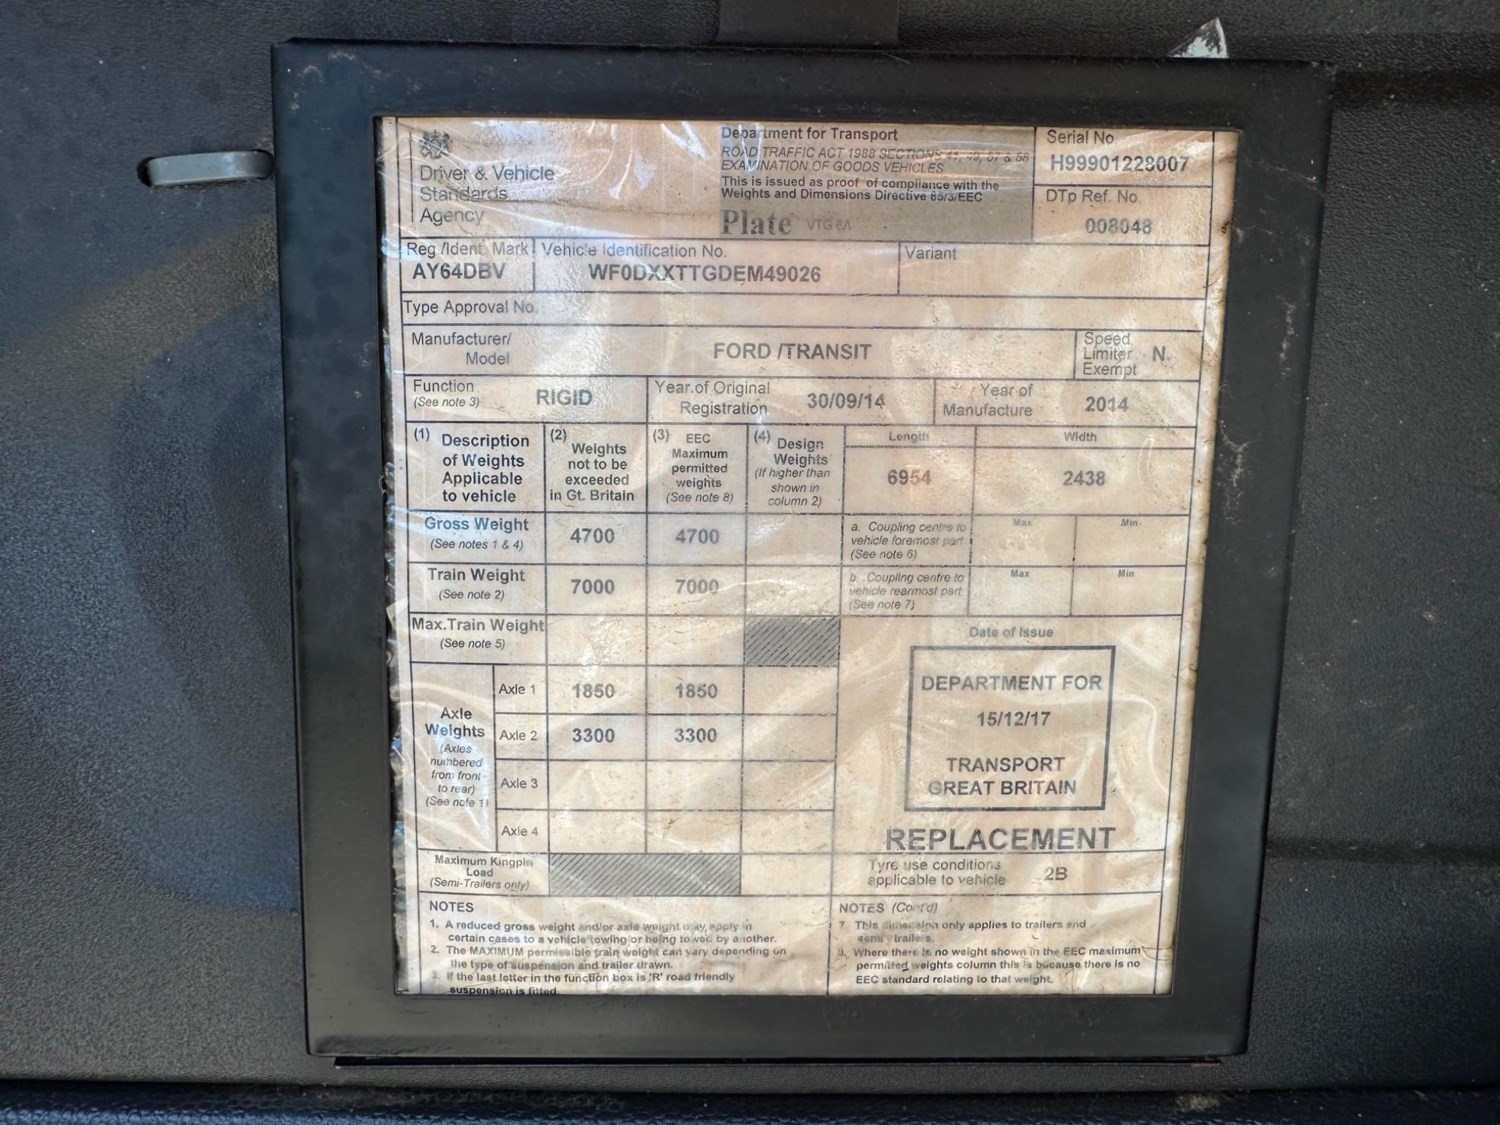 Driver & Vehicle
Standards
Agency
Department for Transport
ROAD TRAFFIC ACT 1988 SECTIONS 41, 49, 57 & 58
EXAMINATION OF GOODS VEHICLES
This is issued as proof of compliance with the
Weights and Dimensions Directive 85/3/EEC
Plate VTG 6A
Serial No
H99901228007
DTp Ref. No.
008048
Reg./Ident. Mark
AY64DBV
Vehicle Identification No.
WF0DXXTTGDEM49026
Variant
Type Approval No.
Manufacturer/
Model
FORD /TRANSIT
Speed
Limiter
Exempt
N.
Function
(See note 3)
RIGID
Year of Original
Registration
30/09/14
Year of
Manufacture
2014
(1) Description
of Weights
Applicable
to vehicle
(2)
Weights
not to be
exceeded
in Gt. Britain
(3) EEC
Maximum
permitted
weights
(See note 8)
(4) Design
Weights
(If higher than
shown in
column 2)
Length
6954
Width
2438
Gross Weight
(See notes 1 & 4)
4700
4700
a. Coupling centre to
vehicle foremost part
(See note 6)
Max
Min
Train Weight
(See note 2)
7000
7000
b. Coupling centre to
vehicle rearmost part
(See note 7)
Max
Min
Max.Train Weight
(See note 5)
Axle
Weights
(Axles
numbered
from front
to rear)
(See note 1)
Axle 1
1850
1850
Axle 2
3300
3300
Axle 3
Axle 4
Maximum Kingpin
Load
(Semi-Trailers only)
Date of Issue
DEPARTMENT FOR
15/12/17
TRANSPORT
GREAT BRITAIN
REPLACEMENT
Tyre use conditions
applicable to vehicle
2B
NOTES
1. A reduced gross weight and/or axle weight may apply in
certain cases to a vehicle towing or being towed by another.
2. The MAXIMUM permissible train weight can vary depending on
the type of suspension and trailer drawn.
3. If the last letter in the function box is 'R' road friendly
suspension is fitted
NOTES (Cont'd)
7 This dimension only applies to trailers and
semi trailers
8. Where there is no weight shown in the EEC maximum
permitted weights column this is because there is no
EEC standard relating to that weight.